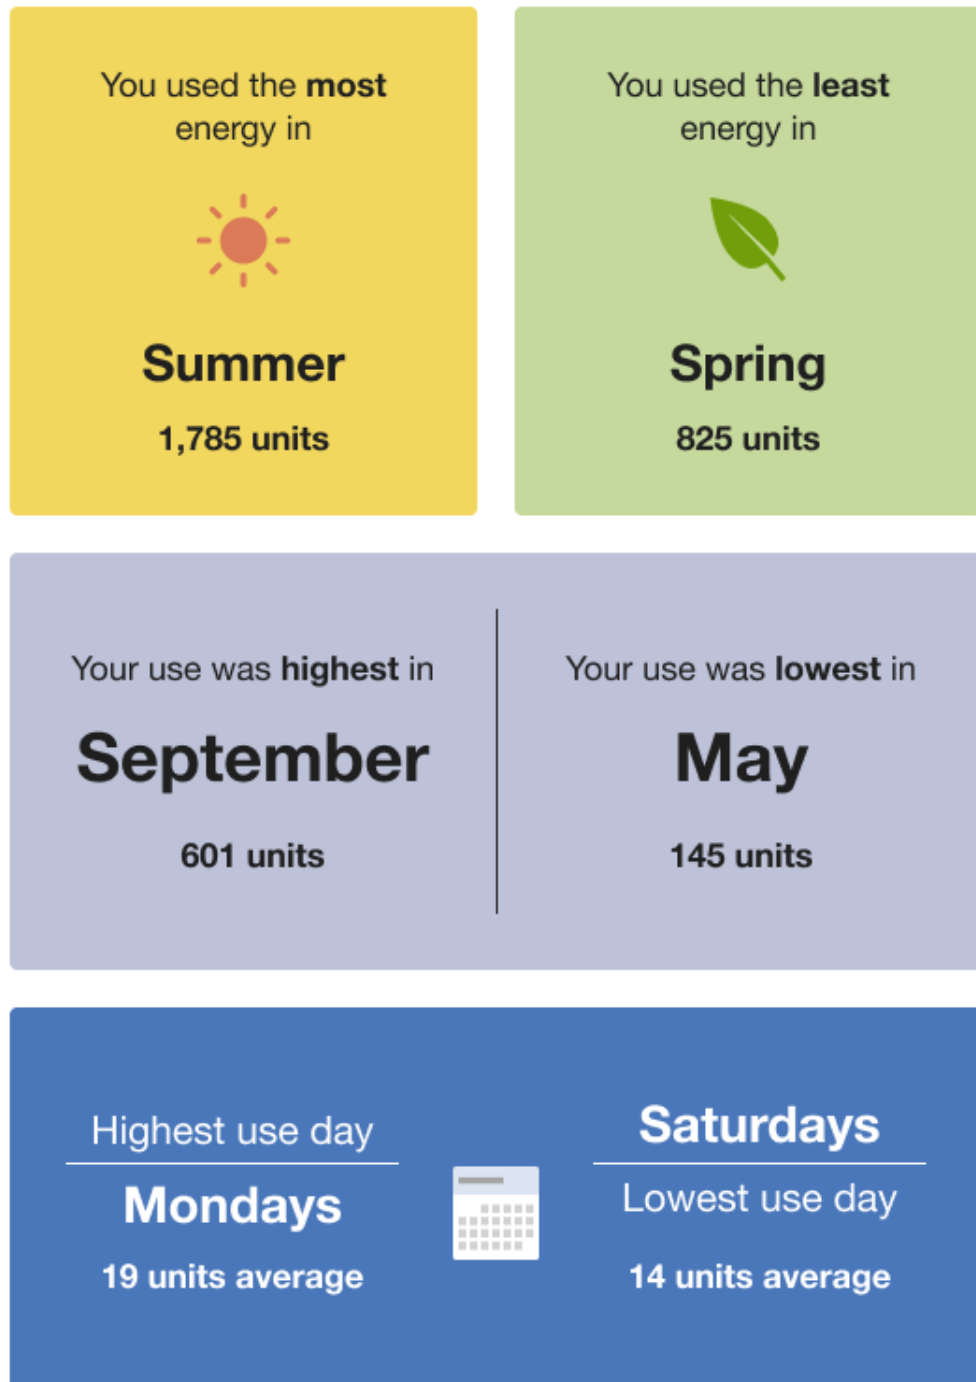 You used the most
energy in
Summer
1,785 units
You used the least
energy in
Spring
825 units
Your use was highest in
September
601 units
Your use was lowest in
May
145 units
Highest use day
Mondays
19 units average
Saturdays
Lowest use day
14 units average